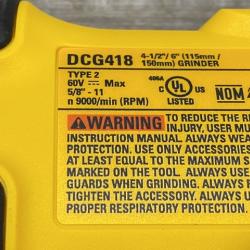 DCG418 4-1/2"/6" (115mm/
150mm) GRINDER
TYPE 2
60V⎓ Max
5/8" - 11
n 9000/min (RPM)
496A
C UL US
LISTED
NOM
WARNING TO REDUCE THE R
INJURY, USER MU
INSTRUCTION MANUAL. ALWAYS WEA
PROTECTION. USE ONLY ACCESSORIES
AT LEAST EQUAL TO THE MAXIMUM S
MARKED ON THE TOOL. ALWAYS US
GUARDS WHEN GRINDING. ALWAYS F
TIGHTEN THE ACCESSORY. ALWAYS U
PROPER RESPIRATORY PROTECTION.